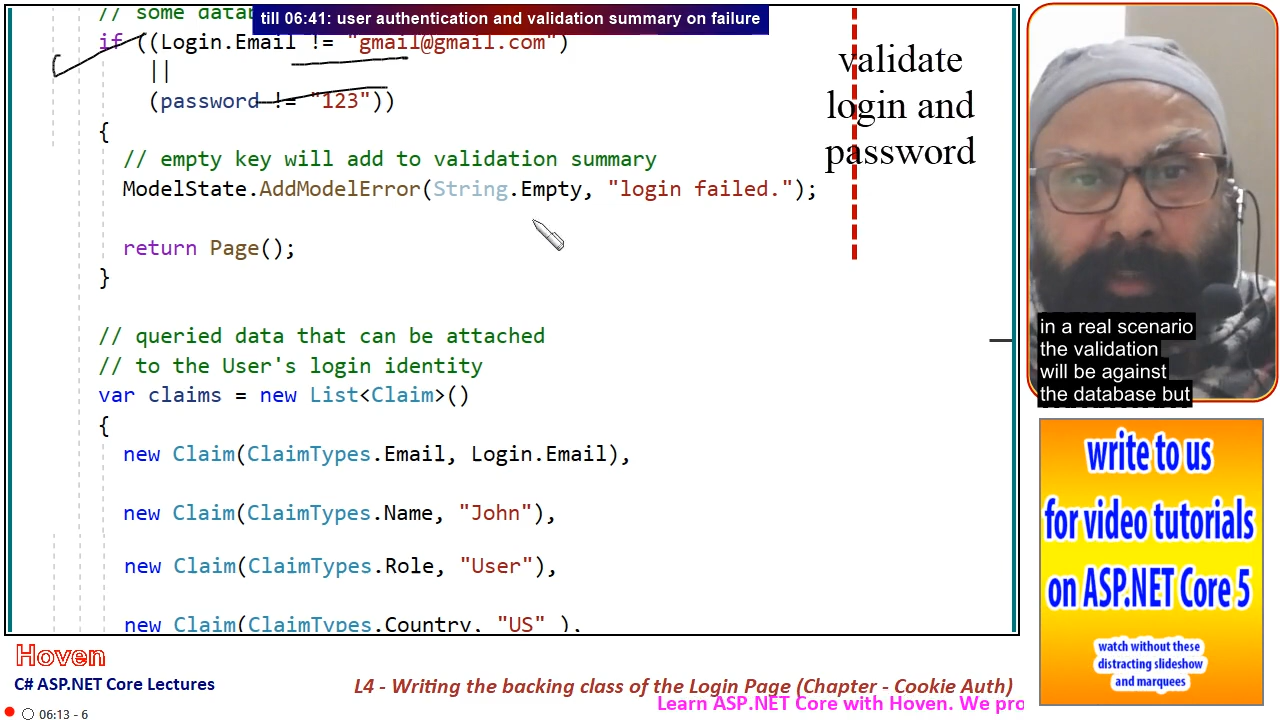 till 06:41: user authentication and validation summary on failure
// some
if ((Login.Email != "gmail@gmail.com")
||
(password != "123"))
{
// empty key will add to validation summary
ModelState.AddModelError(String.Empty, "login failed.");
return Page();
}
// queried data that can be attached
// to the User's login identity
var claims = new List<Claim>()
{
new Claim(ClaimTypes.Email, Login.Email),
new Claim(ClaimTypes.Name, "John"),
new Claim(ClaimTypes.Role, "User"),
new Claim(ClaimTypes.Country, "US" ),
validate
login and
password
in a real scenario
the validation
will be against
the database but
write to us
for video tutorials
on ASP.NET Core 5
watch without these
distracting slideshow
and marquees
Hoven
C# ASP.NET Core Lectures
L4 - Writing the backing class of the Login Page (Chapter - Cookie Auth)
Learn ASP.NET Core with Hoven. We pro
06:13 - 6